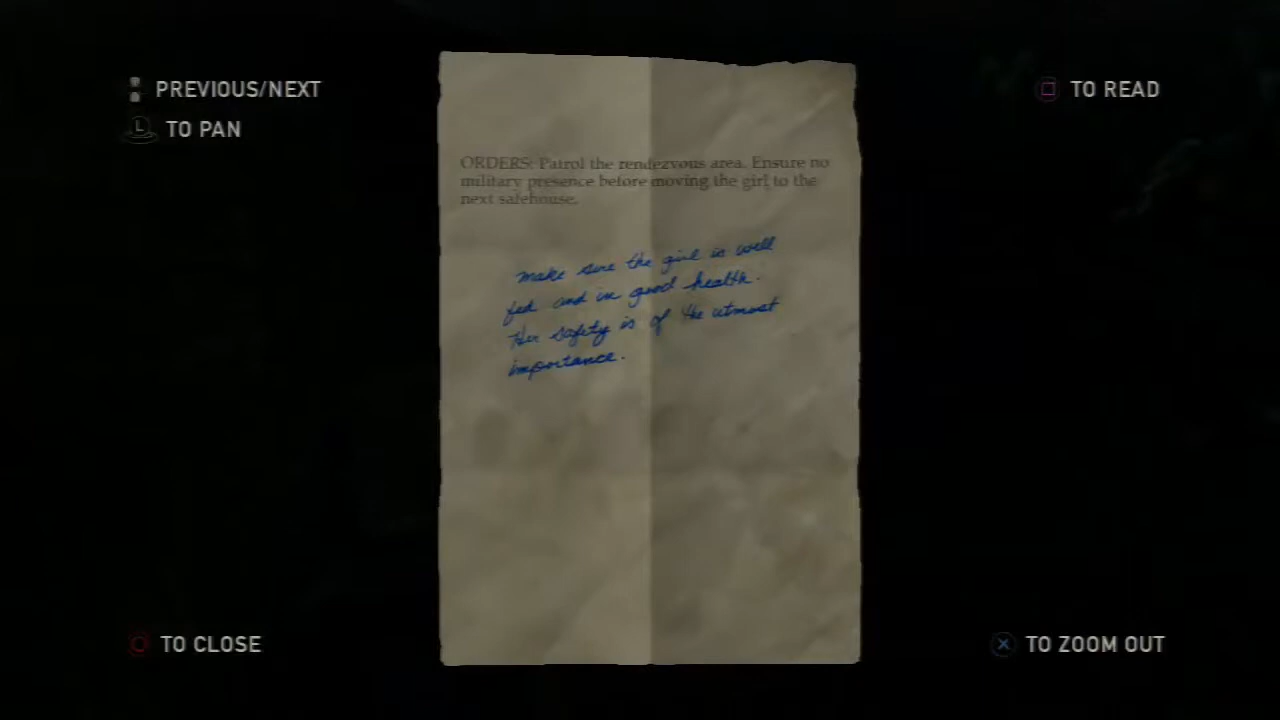 PREVIOUS/NEXT
L TO PAN
TO READ
ORDERS: Patrol the rendezvous area. Ensure no
military presence before moving the girl to the
next safehouse.
make sure the girl is well
fed and in good health.
Her safety is of the utmost
importance.
TO CLOSE
TO ZOOM OUT